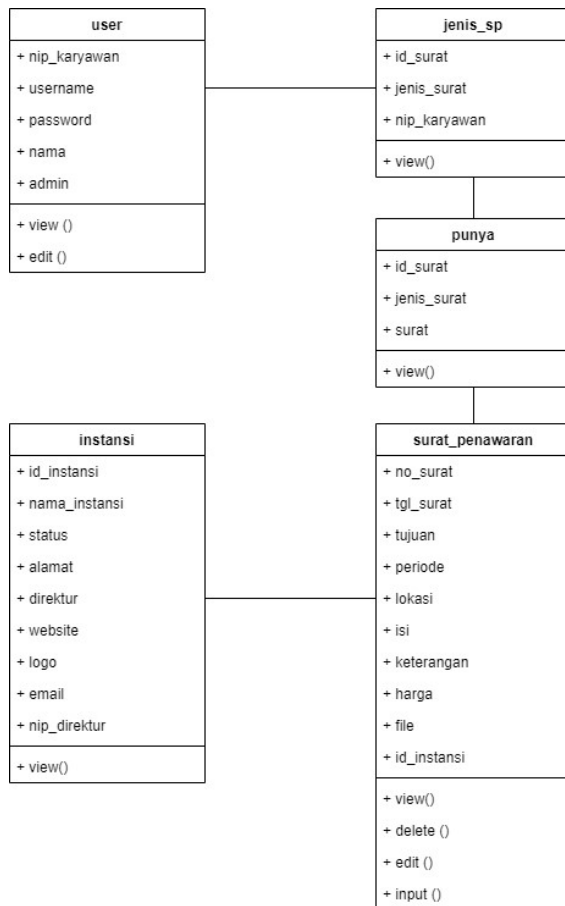 user
+ nip_karyawan
+ username
+ password
+ nama
+ admin
+ view ()
+ edit ()
jenis_sp
+ id_surat
+ jenis_surat
+ nip_karyawan
+ view()
punya
+ id_surat
+ jenis_surat
+ surat
+ view()
instansi
+ id_instansi
+ nama_instansi
+ status
+ alamat
+ direktur
+ website
+ logo
+ email
+ nip_direktur
+ view()
surat_penawaran
+ no_surat
+ tgl_surat
+ tujuan
+ periode
+ lokasi
+ isi
+ keterangan
+ harga
+ file
+ id_instansi
+ view()
+ delete ()
+ edit ()
+ input ()